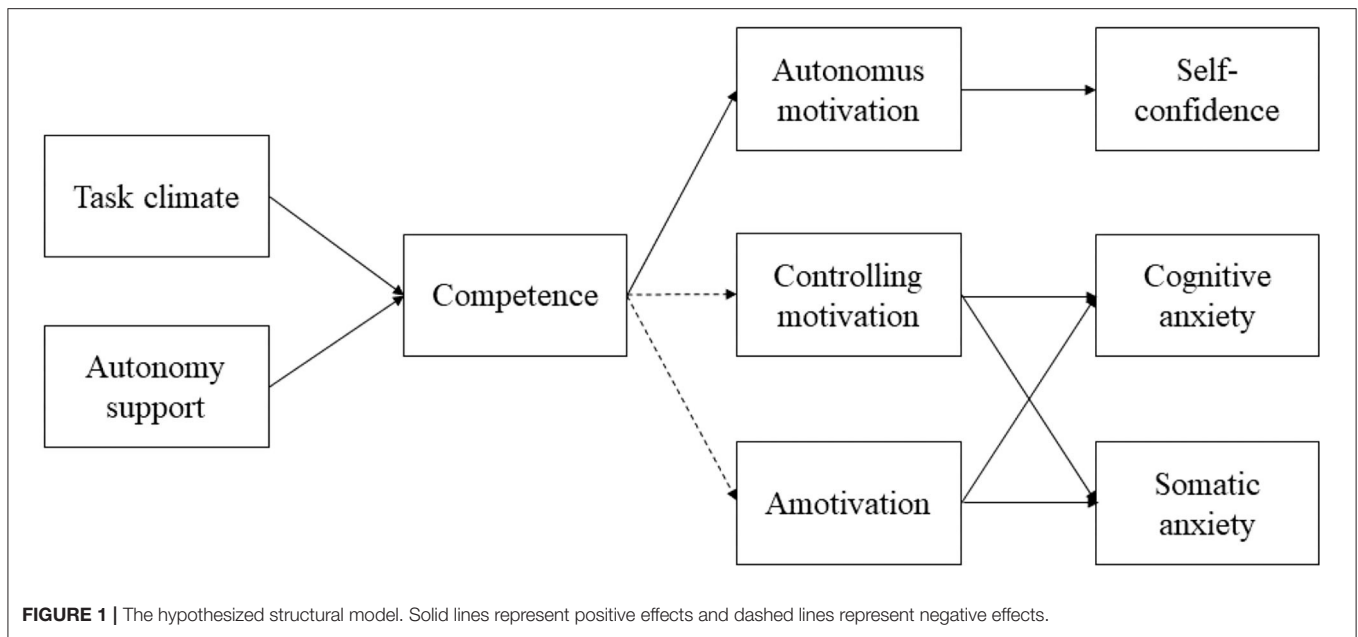 Task climate
Autonomy
support
Competence
Autonomus
motivation
Controlling
motivation
Amotivation
Self-
confidence
Cognitive
anxiety
Somatic
anxiety
FIGURE 1 | The hypothesized structural model. Solid lines represent positive effects and dashed lines represent negative effects.